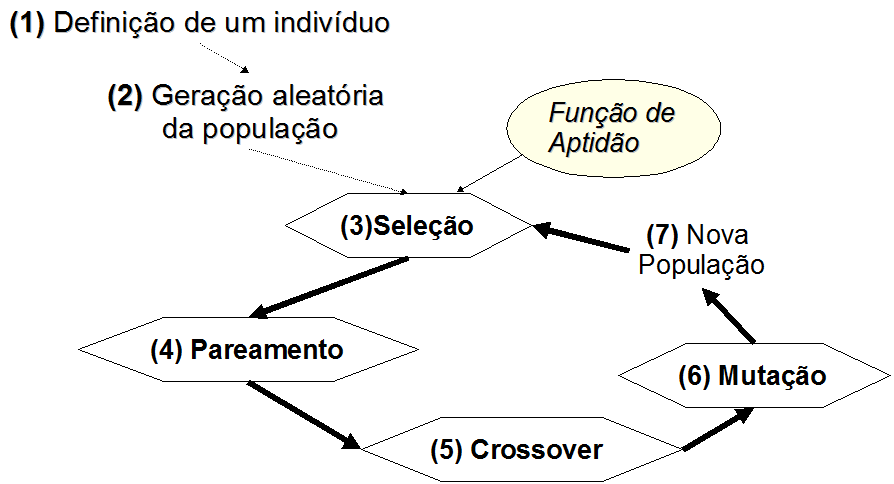 (1) Definição de um indivíduo
(2) Geração aleatória
da população
Função de
Aptidão
(3)Seleção
(7) Nova
População
(4) Pareamento
(6) Mutação
(5) Crossover